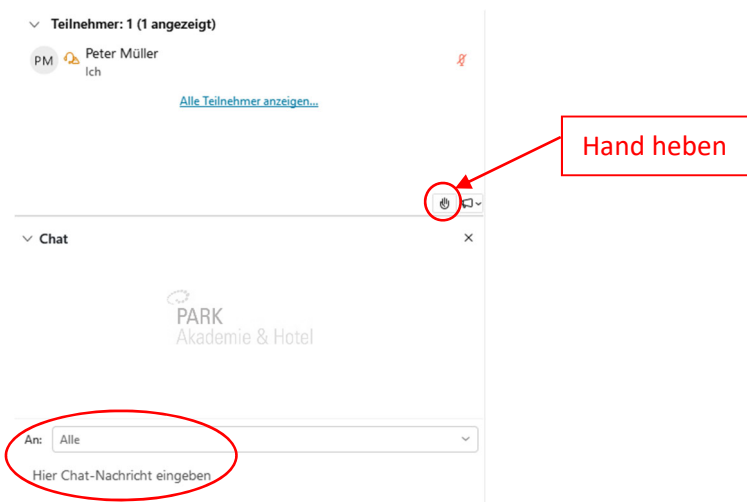 Teilnehmer: 1 (1 angezeigt)
PM
Peter Müller
Ich
Alle Teilnehmer anzeigen...
Hand heben
Chat
PARK
Akademie & Hotel
An: Alle
Hier Chat-Nachricht eingeben